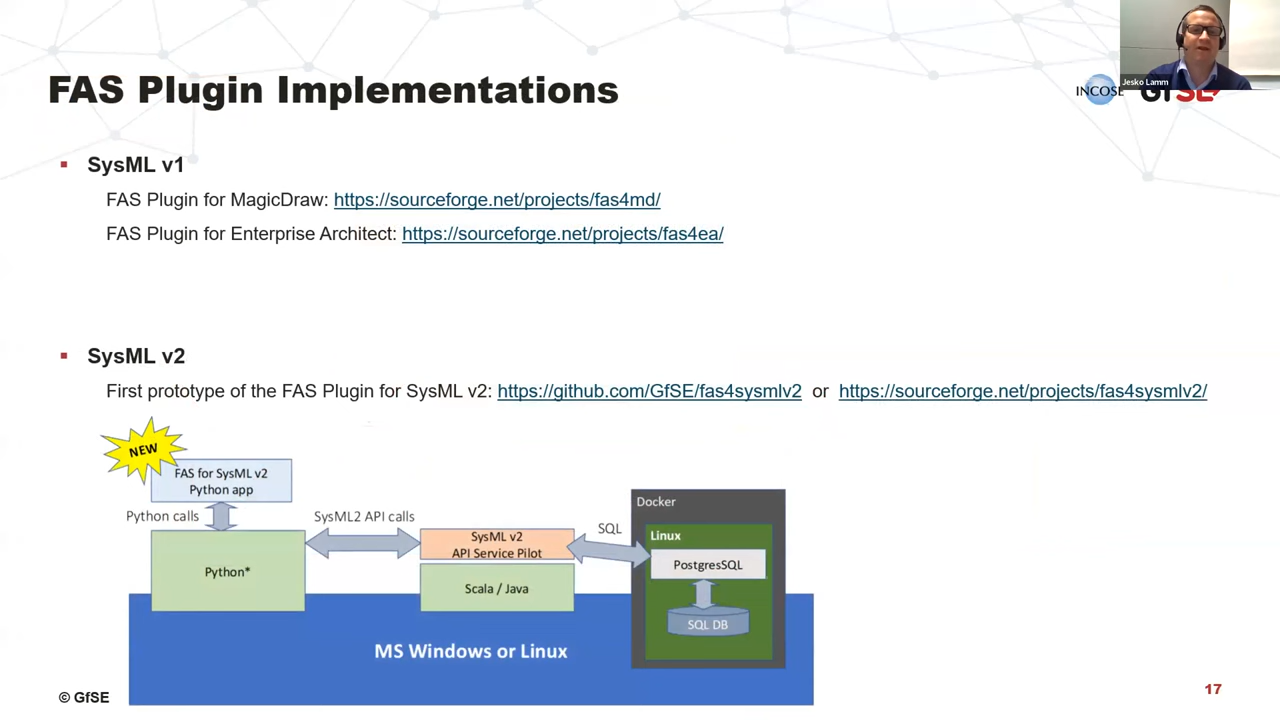 FAS Plugin Implementations
INCOSE GfSE
Jesko Lamm
SysML v1
FAS Plugin for MagicDraw: https://sourceforge.net/projects/fas4md/
FAS Plugin for Enterprise Architect: https://sourceforge.net/projects/fas4ea/
SysML v2
First prototype of the FAS Plugin for SysML v2: https://github.com/GfSE/fas4sysmlv2 or https://sourceforge.net/projects/fas4sysmlv2/
NEW
FAS for SysML v2
Python app
Python calls
SysML2 API calls
SQL
Python*
SysML v2
API Service Pilot
Scala / Java
Docker
Linux
PostgresSQL
SQL DB
MS Windows or Linux
© GfSE
17